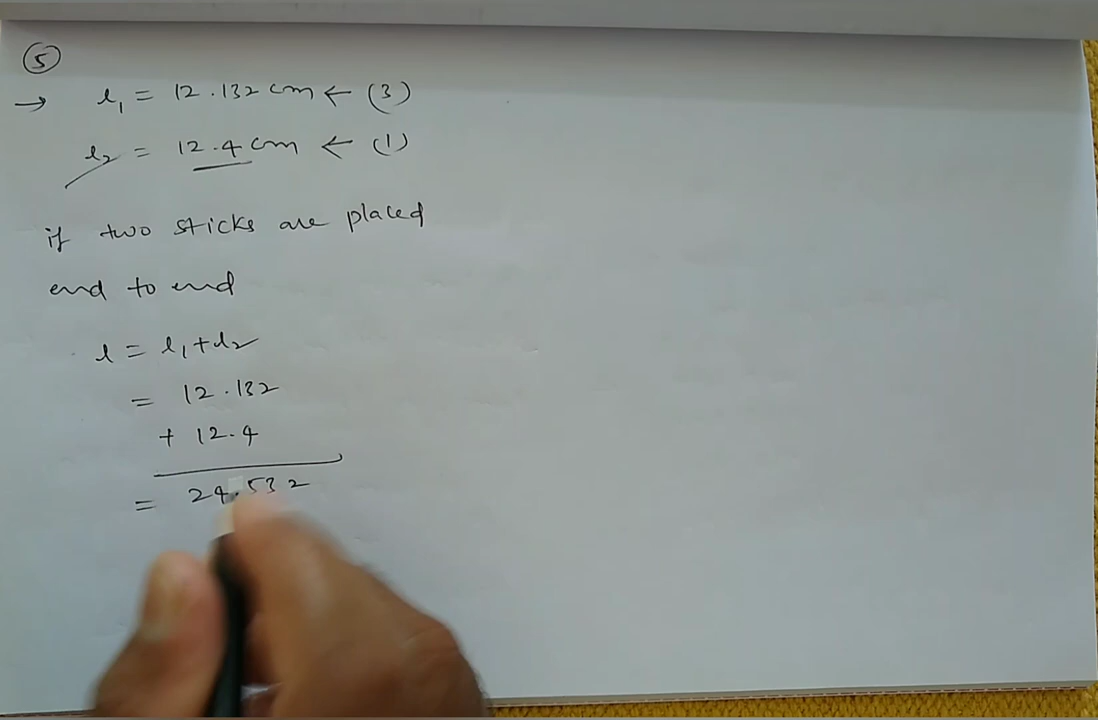 5
→ l₁ = 12.132 cm ← (3)
l₂ = 12.4 cm ← (1)
if two sticks are placed
end to end
l = l₁ + l₂
= 12.132
+ 12.4
= 24.532